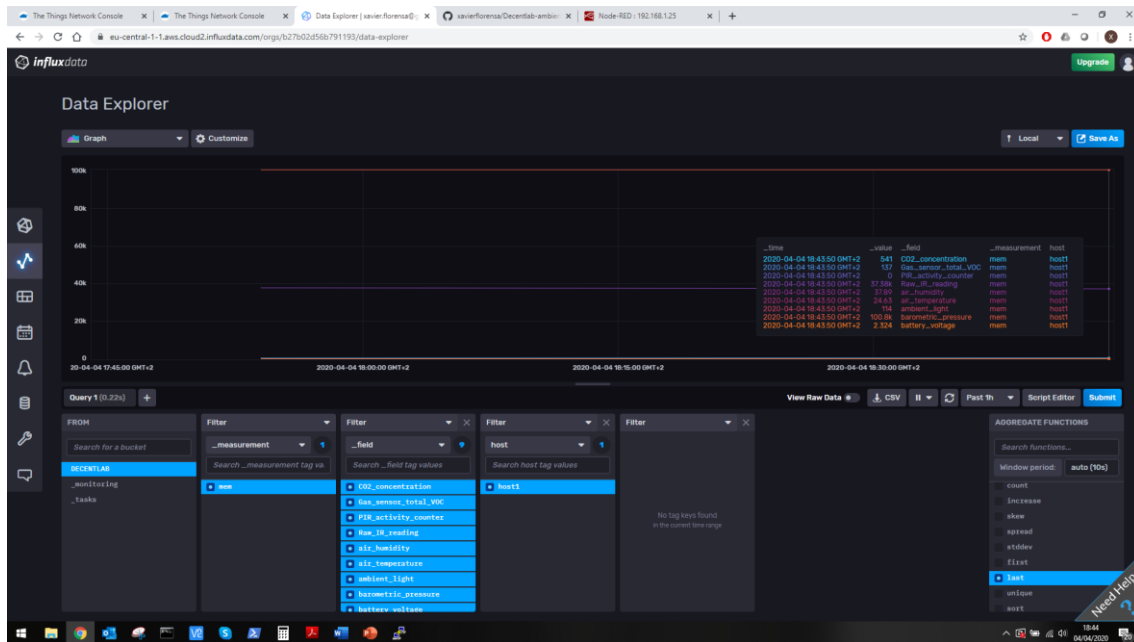 The Things Network Console
The Things Network Console
Data Explorer | xavier.florensa@g
xavierflorensa/Decentlab-ambien
Node-RED : 192.168.1.25
eu-central-1-1.aws.cloud2.influxdata.com/orgs/b27b02d56b791193/data-explorer
influxdata
Upgrade
Data Explorer
Graph
Customize
Local
Save As
100k
80k
60k
40k
20k
0
20-04-04 17:45:00 GMT+2
2020-04-04 18:00:00 GMT+2
2020-04-04 18:15:00 GMT+2
2020-04-04 18:30:00 GMT+2
_time _value _field _measurement host
2020-04-04 18:43:50 GMT+2 541 CO2_concentration mem host1
2020-04-04 18:43:50 GMT+2 137 Gas_sensor_total_VOC mem host1
2020-04-04 18:43:50 GMT+2 0 PIR_activity_counter mem host1
2020-04-04 18:43:50 GMT+2 37.38k Raw_IR_reading mem host1
2020-04-04 18:43:50 GMT+2 37.89 air_humidity mem host1
2020-04-04 18:43:50 GMT+2 24.63 air_temperature mem host1
2020-04-04 18:43:50 GMT+2 114 ambient_light mem host1
2020-04-04 18:43:50 GMT+2 100.8k barometric_pressure mem host1
2020-04-04 18:43:50 GMT+2 2.324 battery_voltage mem host1
Query 1 (0.22s)
View Raw Data
CSV
Past 1h
Script Editor
Submit
FROM
Search for a bucket
DECENTLAB
_monitoring
_tasks
Filter
_measurement 1
Search _measurement tag va
mem
Filter
_field 9
Search _field tag values
CO2_concentration
Gas_sensor_total_VOC
PIR_activity_counter
Raw_IR_reading
air_humidity
air_temperature
ambient_light
barometric_pressure
battery_voltage
Filter
host 1
Search host tag values
host1
Filter
No tag keys found
in the current time range
AGGREGATE FUNCTIONS
Search functions...
Window period: auto (10s)
count
increase
skew
spread
stddev
first
last
unique
sort
Need Help?
18:44
04/04/2020